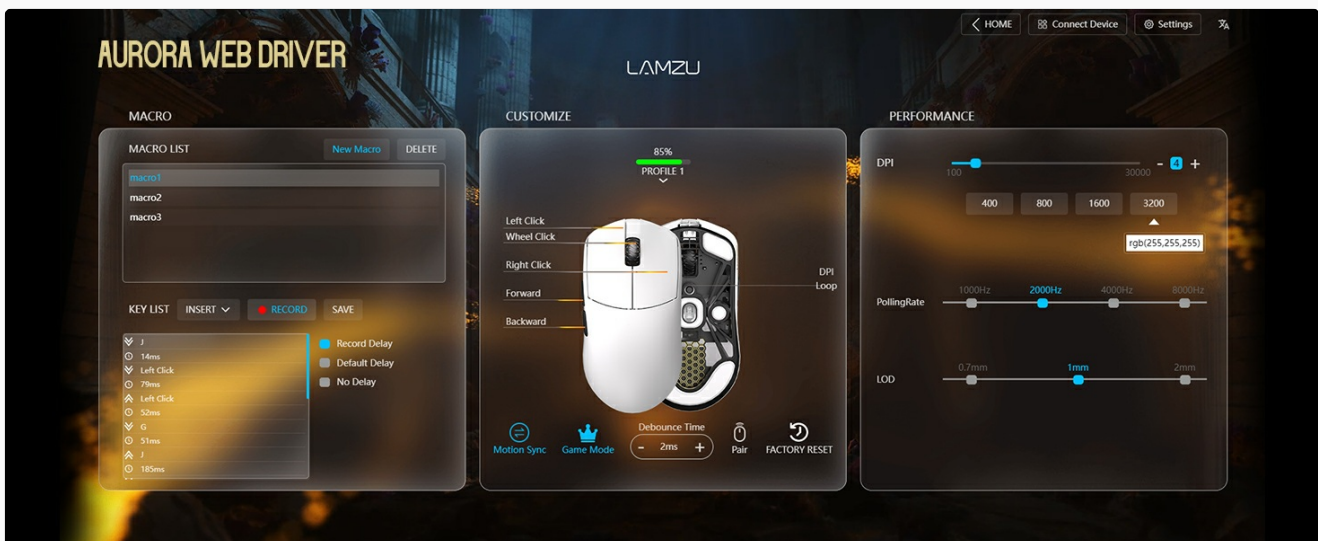 HOME
Connect Device
Settings
AURORA WEB DRIVER
LAMZU
MACRO
MACRO LIST
New Macro
DELETE
macro1
macro2
macro3
KEY LIST
INSERT
RECORD
SAVE
J
14ms
Left Click
79ms
Left Click
52ms
G
51ms
J
185ms
Record Delay
Default Delay
No Delay
CUSTOMIZE
85%
PROFILE 1
Left Click
Wheel Click
Right Click
Forward
Backward
DPI
Loop
Motion Sync
Game Mode
Debounce Time
- 2ms +
Pair
FACTORY RESET
PERFORMANCE
DPI
100
30000
- 4 +
400 800 1600 3200
rgb(255,255,255)
PollingRate
1000Hz 2000Hz 4000Hz 8000Hz
LOD
0.7mm 1mm 2mm